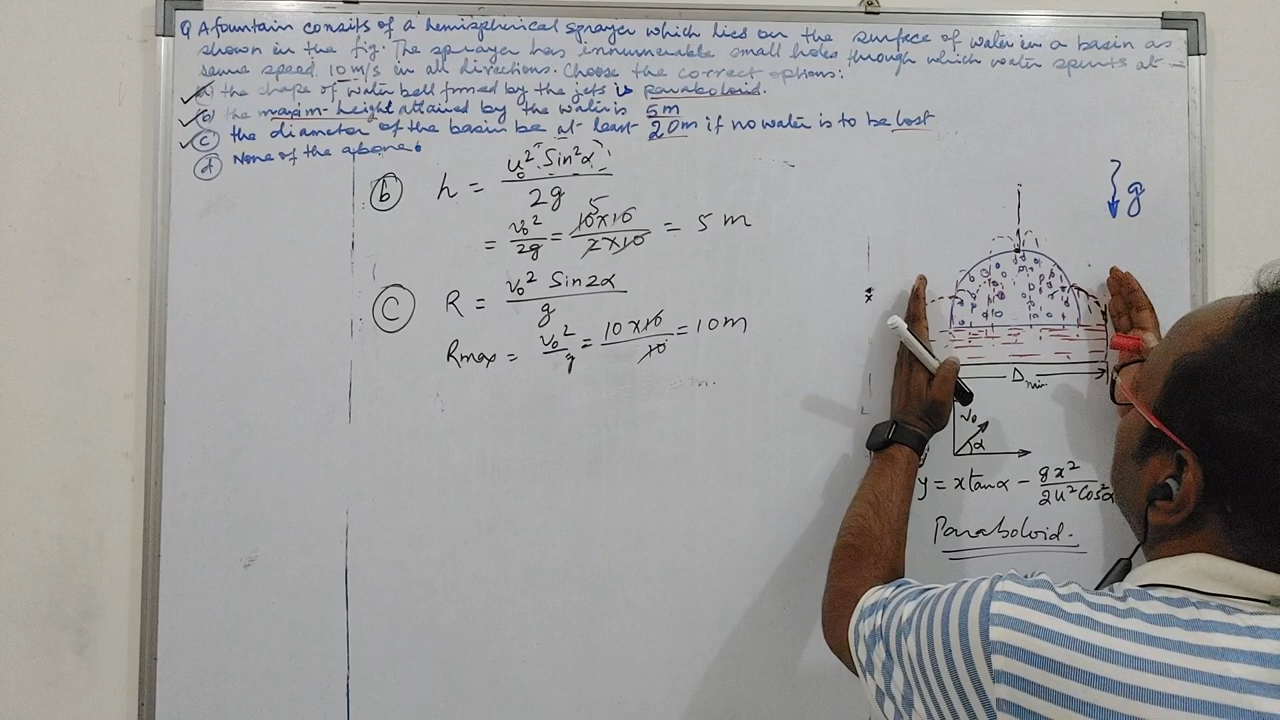 Q A fountain consits of a hemispherical sprayer which lies on the surface of water in a basin as
shown in the fig. The sprayer has innumerable small holes through which water spurts at
same speed 10 m/s in all directions. Choose the correct options:
a) the shape of water bell formed by the jets is paraboloid.
b) the maxim. height attained by the water is 5m
c) the diameter of the basin be at least 20m if no water is to be lost
d) None of the above.
b) h = u₀² Sin²α / 2g
= v₀²/2g = 10×10/2×10 = 5 m
5
g
C) R = v₀² Sin2α / g
Rmax = v₀²/g = 10×10/10 = 10m
Dmin
v₀
α
y = x tanα − gx²/2u²Cos²α
Paraboloid.